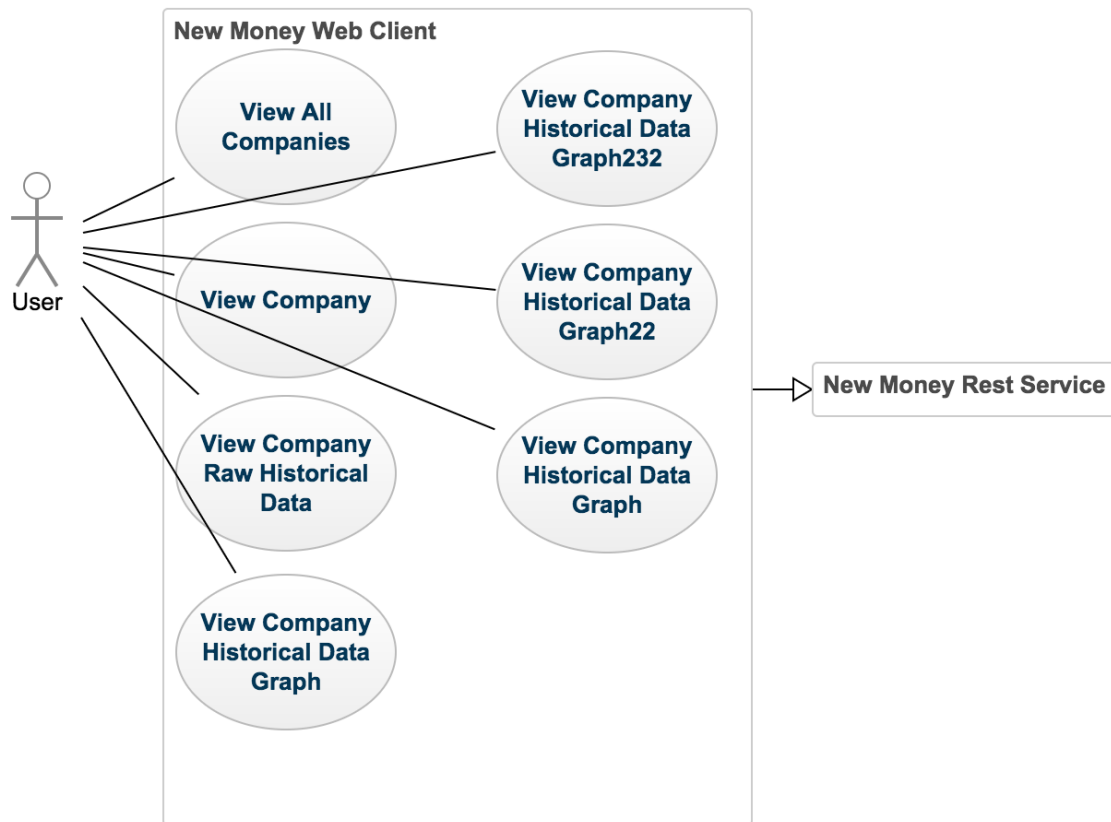 New Money Web Client
View All
Companies
View Company
Historical Data
Graph232
User
View Company
View Company
Historical Data
Graph22
New Money Rest Service
View Company
Raw Historical
Data
View Company
Historical Data
Graph
View Company
Historical Data
Graph